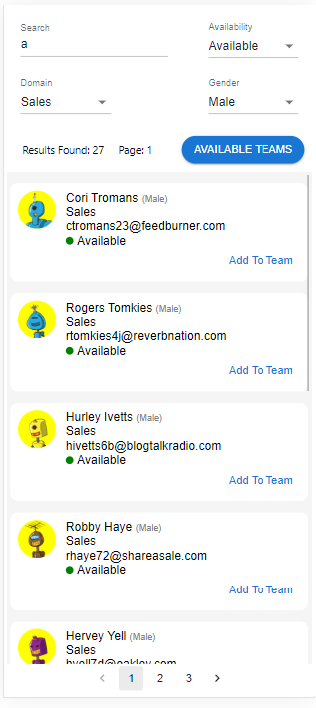 Search
a
Availability
Available
Domain
Sales
Gender
Male
Results Found: 27 Page: 1
AVAILABLE TEAMS
Cori Tromans (Male)
Sales
ctromans23@feedburner.com
Available
Add To Team
Rogers Tomkies (Male)
Sales
rtomkies4j@reverbnation.com
Available
Add To Team
Hurley Ivetts (Male)
Sales
hivetts6b@blogtalkradio.com
Available
Add To Team
Robby Haye (Male)
Sales
rhaye72@shareasale.com
Available
Add To Team
Hervey Yell (Male)
Sales
hyell7d@oakley.com
1 2 3